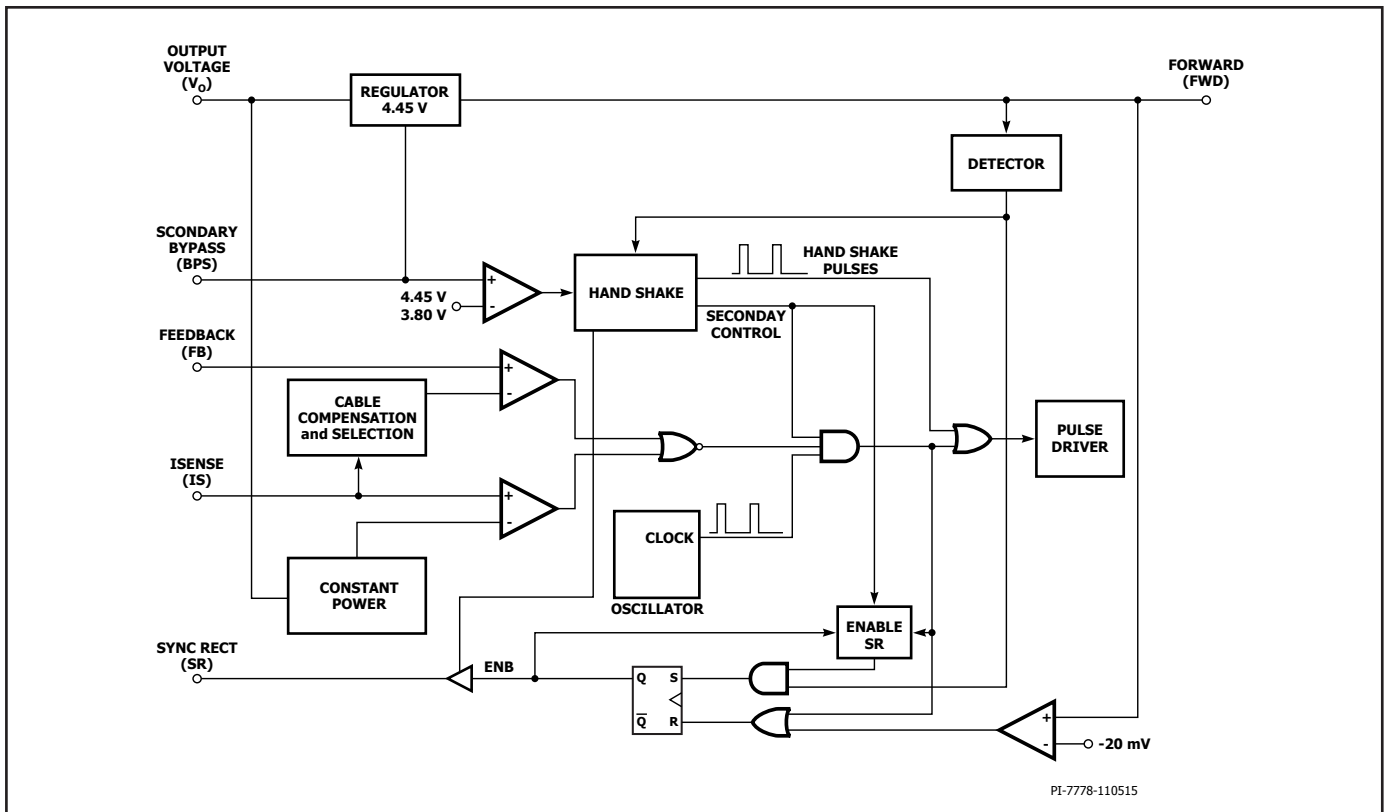 OUTPUT
VOLTAGE
(VO)
REGULATOR
4.45 V
FORWARD
(FWD)
DETECTOR
SCONDARY
BYPASS
(BPS)
+
-
4.45 V
3.80 V
HAND SHAKE
HAND SHAKE
PULSES
SECONDAY
CONTROL
FEEDBACK
(FB)
+
-
CABLE
COMPENSATION
and SELECTION
PULSE
DRIVER
ISENSE
(IS)
+
-
CLOCK
OSCILLATOR
CONSTANT
POWER
ENABLE
SR
SYNC RECT
(SR)
ENB
Q S
Q R
+
-
-20 mV
PI-7778-110515